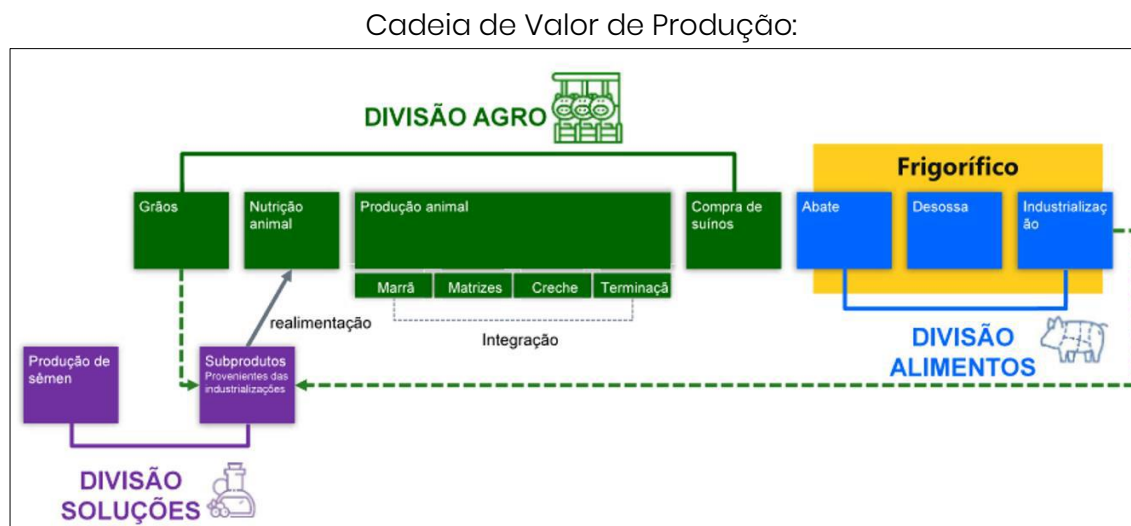 Cadeia de Valor de Produção:
DIVISÃO AGRO
Frigorífico
Grãos
Nutrição
animal
Produção animal
Compra de
suínos
Abate
Desossa
Industrializaç
ão
Marrã
Matrizes
Creche
Terminaçã
realimentação
Integração
Produção de
sêmen
Subprodutos
Provenientes das
industrializações
DIVISÃO
ALIMENTOS
DIVISÃO
SOLUÇÕES